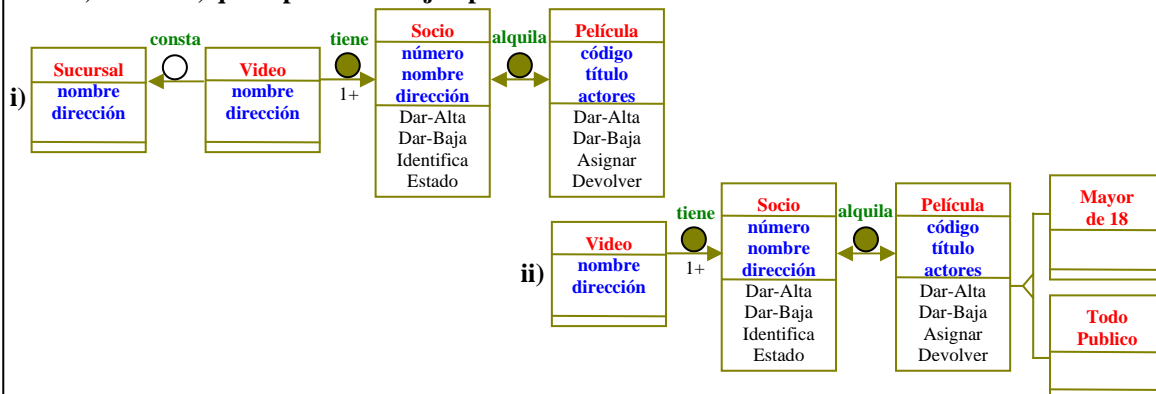 consta
tiene
Socio
alquila
Película
Sucursal
nombre
dirección
Video
nombre
dirección
número
nombre
dirección
código
título
actores
i)
1+
Dar-Alta
Dar-Baja
Identifica
Estado
Dar-Alta
Dar-Baja
Asignar
Devolver
ii)
Video
nombre
dirección
tiene
1+
Socio
número
nombre
dirección
Dar-Alta
Dar-Baja
Identifica
Estado
alquila
Película
código
título
actores
Dar-Alta
Dar-Baja
Asignar
Devolver
Mayor
de 18
Todo
Publico